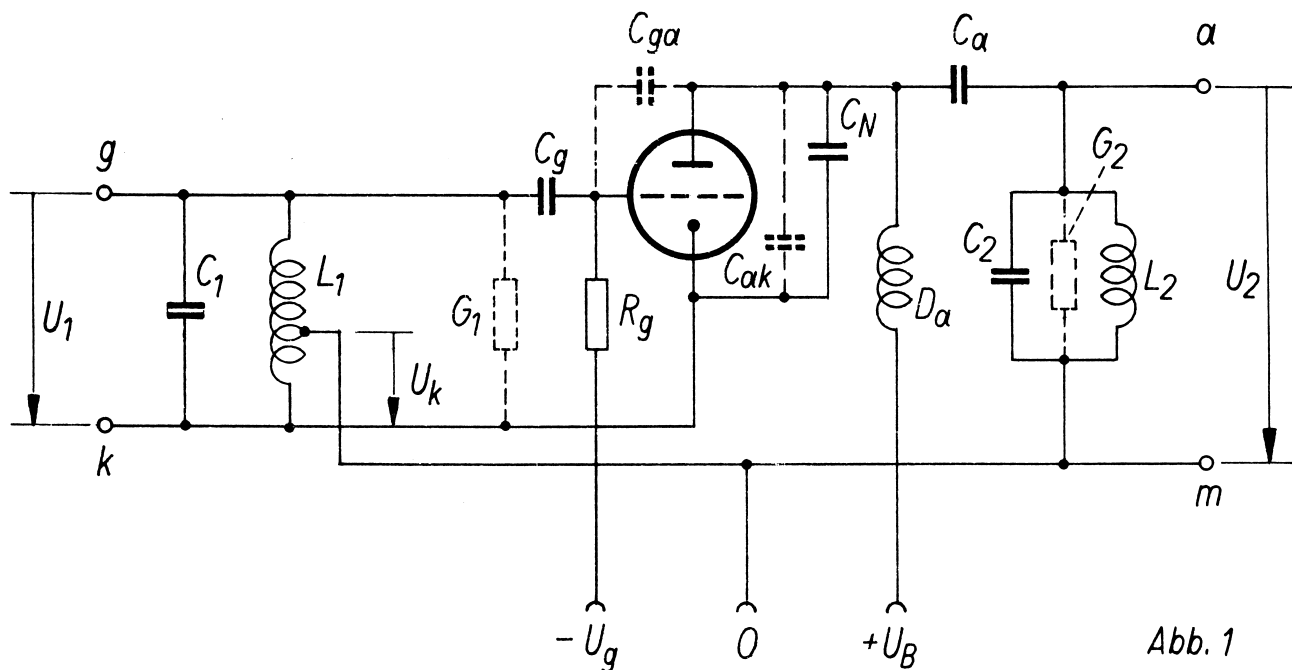 C_ga
C_a
a
g
C_g
C_N
G_2
U_1
C_1
L_1
G_1
R_g
C_ak
D_a
C_2
L_2
U_2
U_k
k
m
- U_g
0
+U_B
Abb. 1